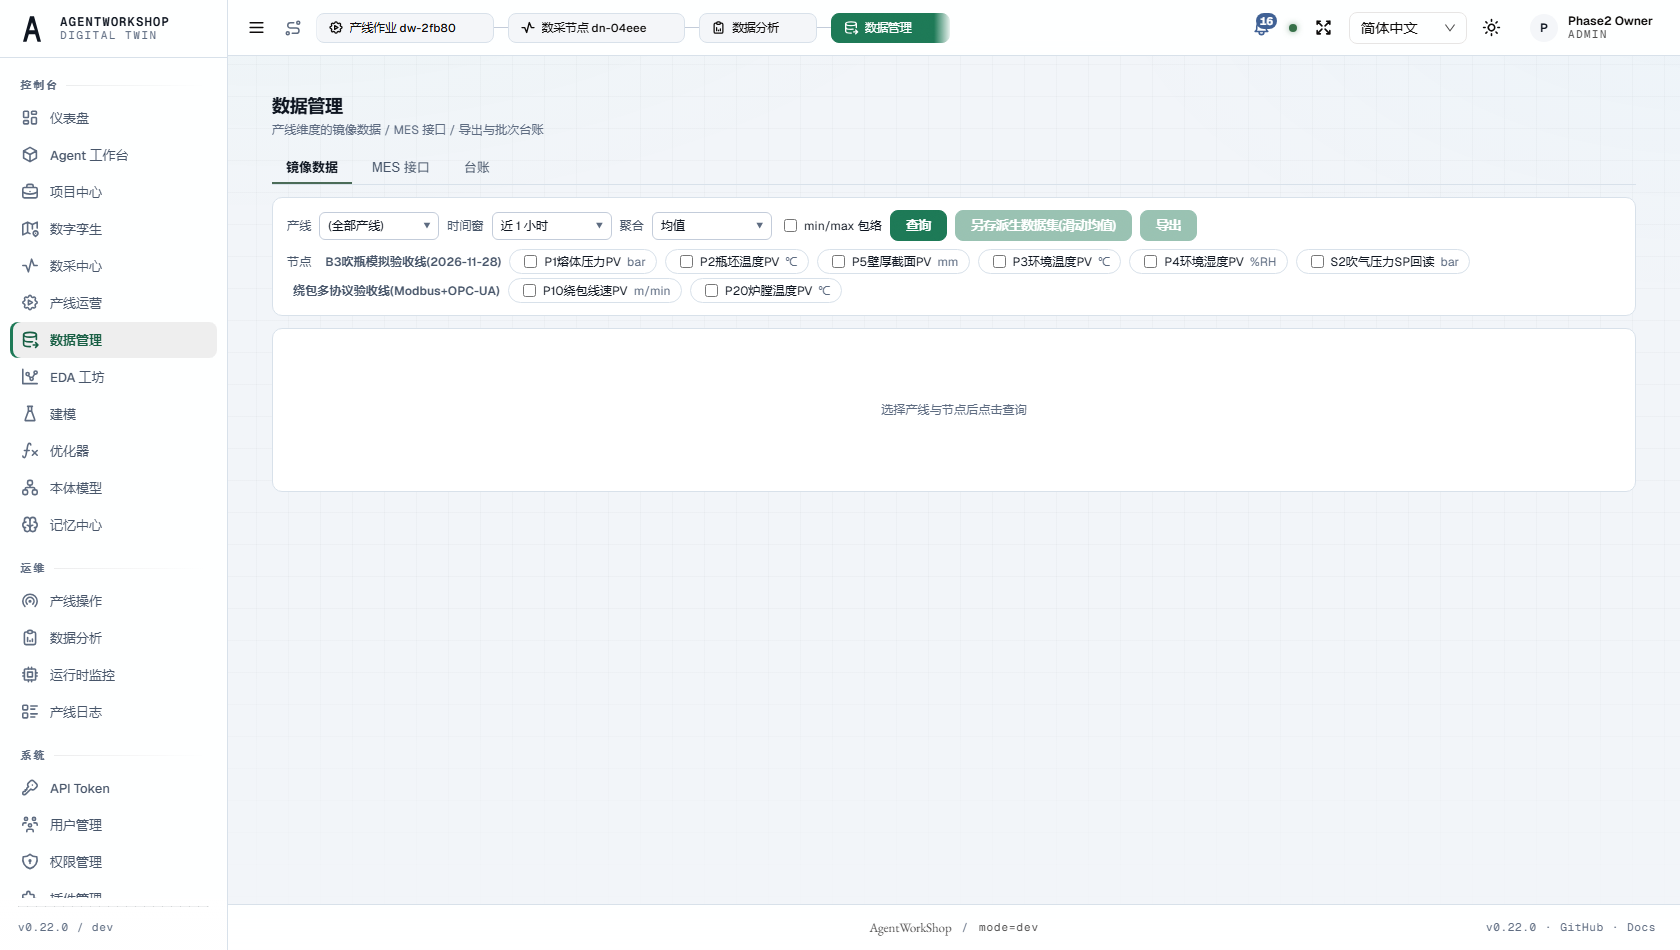 AGENTWORKSHOP
DIGITAL TWIN
产线作业 dw-2fb80
数采节点 dn-04eee
数据分析
数据管理
16
简体中文
P
Phase2 Owner
ADMIN
控制台
仪表盘
Agent 工作台
项目中心
数字孪生
数采中心
产线运营
数据管理
EDA 工坊
建模
优化器
本体模型
记忆中心
运维
产线操作
数据分析
运行时监控
产线日志
系统
API Token
用户管理
权限管理
插件管理
v0.22.0 / dev
数据管理
产线维度的镜像数据 / MES 接口 / 导出与批次台账
镜像数据
MES 接口
台账
产线 (全部产线) 时间窗 近 1 小时 聚合 均值 min/max 包络 查询 另存派生数据集(滑动均值) 导出
节点 B3吹瓶模拟验收线(2026-11-28) P1熔体压力PV bar P2瓶坯温度PV ℃ P5壁厚截面PV mm P3环境温度PV ℃ P4环境湿度PV %RH S2吹气压力SP回读 bar
绕包多协议验收线(Modbus+OPC-UA) P10绕包线速PV m/min P20炉膛温度PV ℃
选择产线与节点后点击查询
AgentWorkShop / mode=dev
v0.22.0 · GitHub · Docs